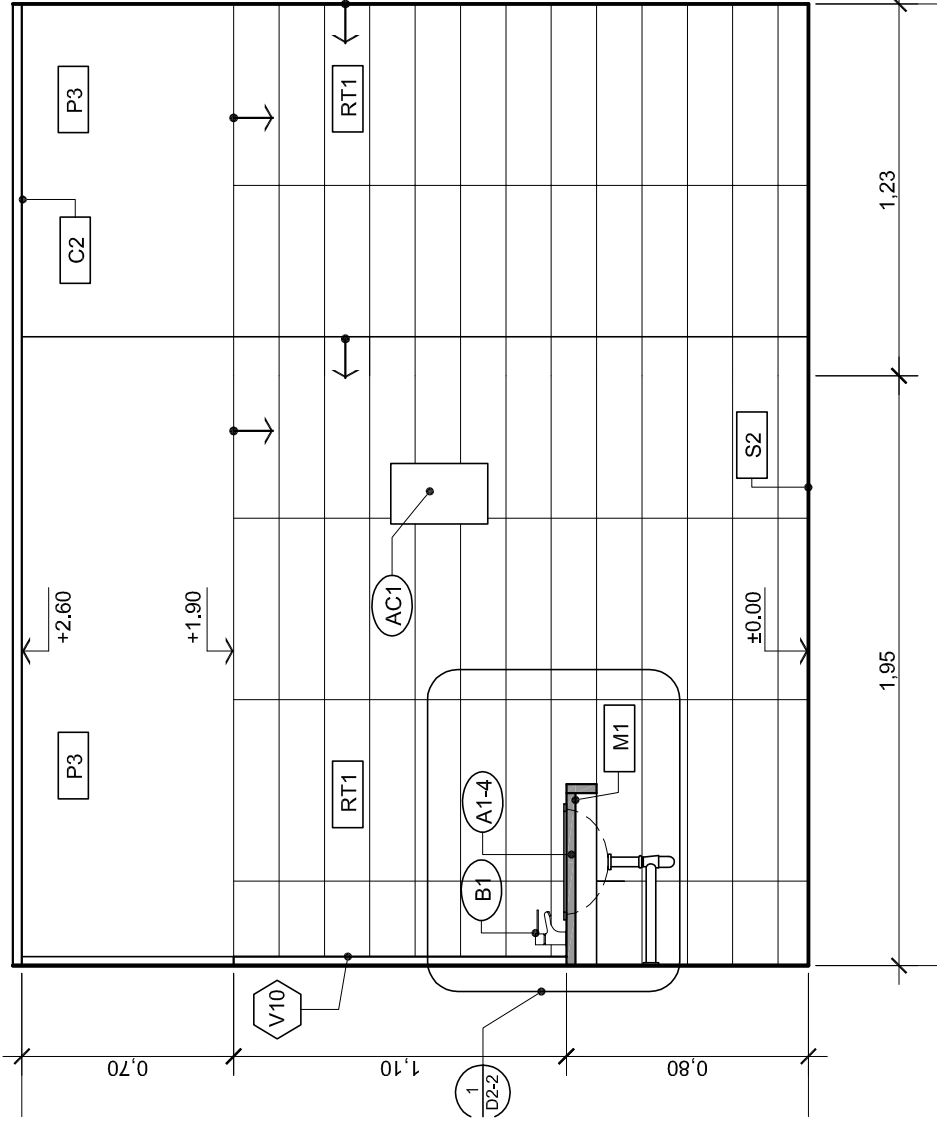 P3
C2
RT1
1,23
+2.60
+1.90
AC1
±0.00
S2
1,95
P3
RT1
A1-4
B1
M1
V10
0,70
1,10
0,80
1
D2-2